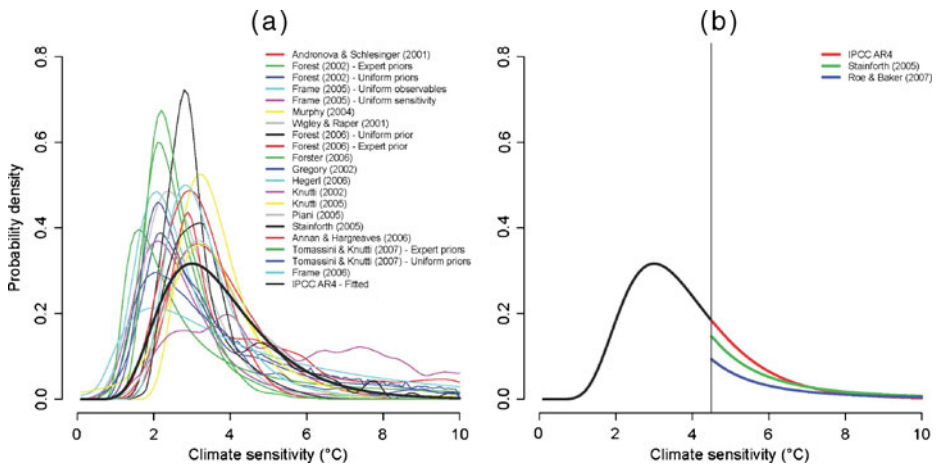 (a)
(b)
Probability density
0.0
0.2
0.4
0.6
0.8
0
2
4
6
8
10
Climate sensitivity (°C)
Andronova & Schlesinger (2001)
Forest (2002) - Expert priors
Forest (2002) - Uniform priors
Frame (2005) - Uniform observables
Frame (2005) - Uniform sensitivity
Murphy (2004)
Wigley & Raper (2001)
Forest (2006) - Uniform prior
Forest (2006) - Expert prior
Forster (2006)
Gregory (2002)
Hegerl (2006)
Knutti (2002)
Knutti (2005)
Piani (2005)
Stainforth (2005)
Annan & Hargreaves (2006)
Tomassini & Knutti (2007) - Expert priors
Tomassini & Knutti (2007) - Uniform priors
Frame (2006)
IPCC AR4 - Fitted
0.0
0.2
0.4
0.6
0.8
0
2
4
6
8
10
Climate sensitivity (°C)
IPCC AR4
Stainforth (2005)
Roe & Baker (2007)